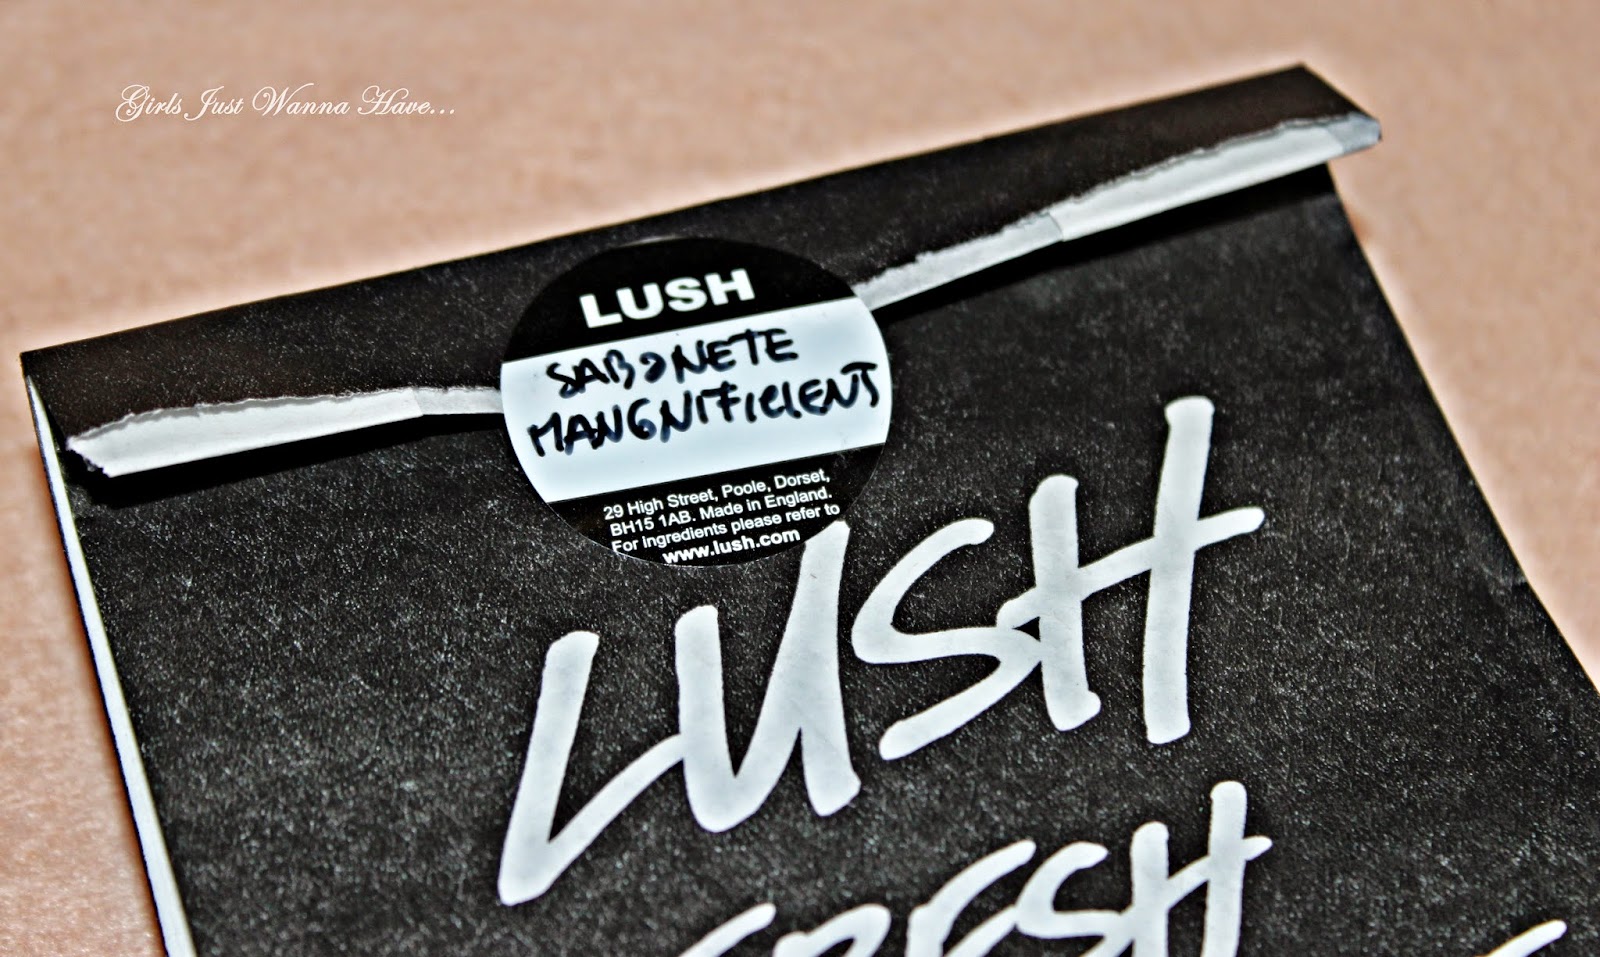 Girls Just Wanna Have...
LUSH
SABONETE
MANGNIFICIENT
29 High Street, Poole, Dorset,
BH15 1AB. Made in England.
For ingredients please refer to
www.lush.com
LUSH
FRESH